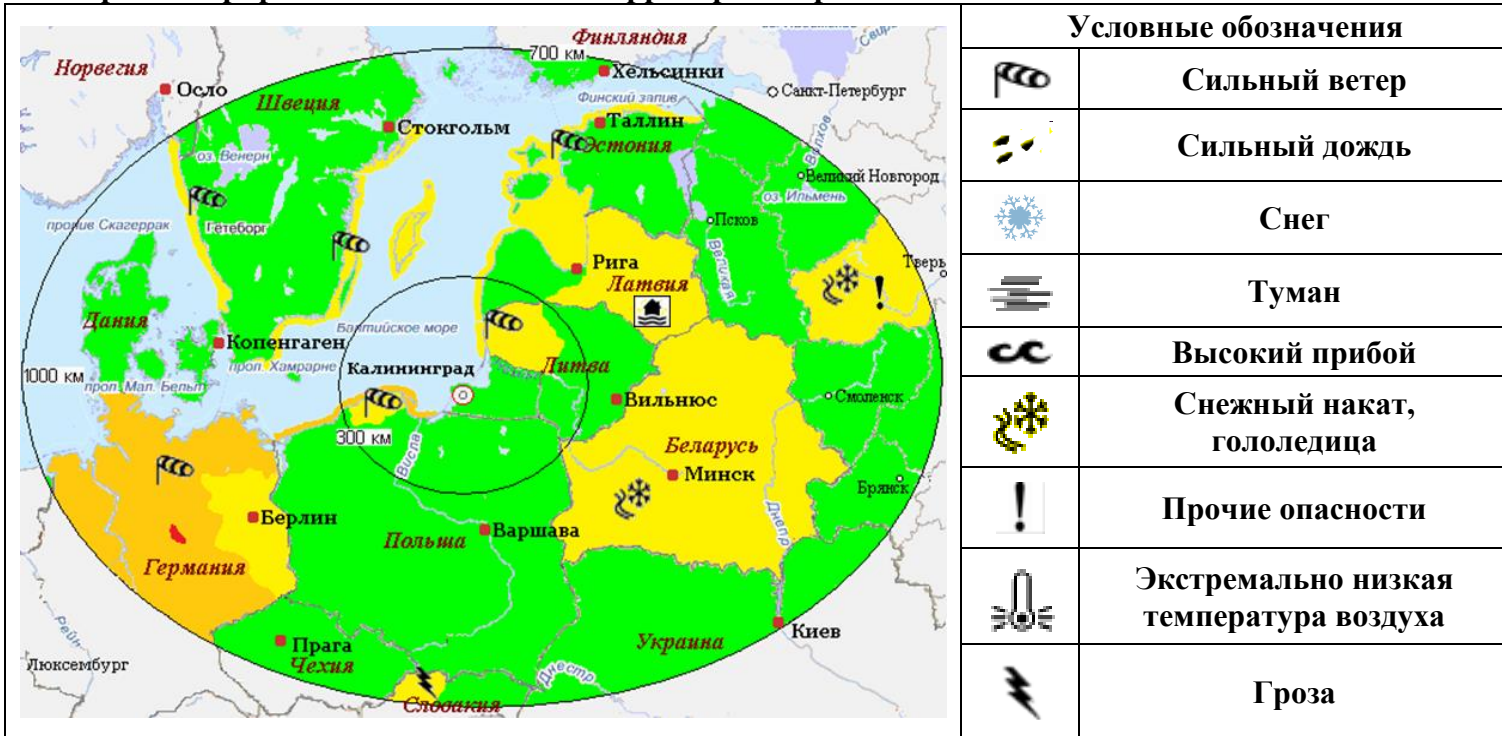 Финляндия
700 км
Норвегия
Хельсинки
Осло
Санкт-Петербург
Швеция
Финский залив
Таллин
Стокгольм
Эстония
Волхов
оз. Венерн
Великий Новгород
оз. Ильмень
Псков
пролив Скагеррак
Гетеборг
Великая
Рига
Тверь
Латвия
Дания
Балтийское море
Копенгаген
Литва
1000 км
прол. Мал. Бельт
прол. Хамрарне
Калининград
Вильнюс
Смоленск
300 км
Висла
Беларусь
Минск
Брянск
Берлин
Днепр
Польша
Варшава
Германия
Рейн
Прага
Чехия
Украина
Киев
Люксембург
Днестр
Словакия
Условные обозначения
Сильный ветер
Сильный дождь
Снег
Туман
Высокий прибой
Снежный накат,
гололедица
Прочие опасности
Экстремально низкая
температура воздуха
Гроза